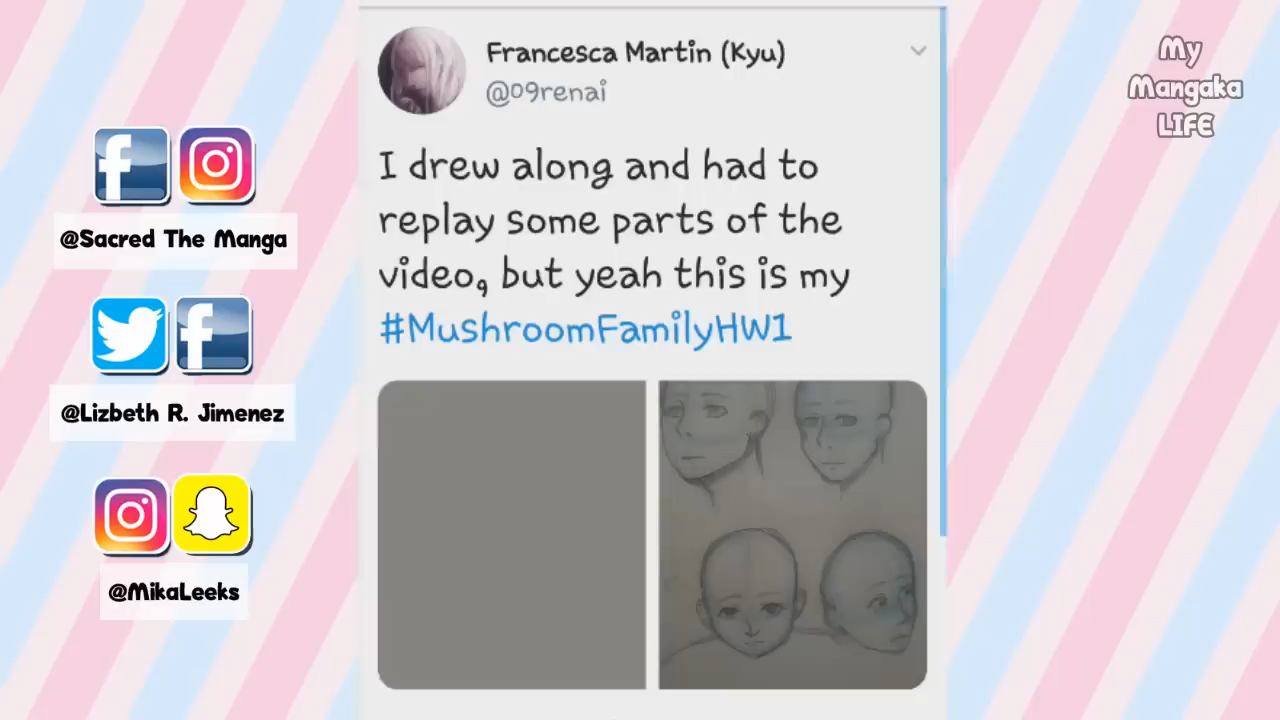 Francesca Martin (Kyu)
@09renai
I drew along and had to
replay some parts of the
video, but yeah this is my
#MushroomFamilyHW1
@Sacred The Manga
@Lizbeth R. Jimenez
@MikaLeeks
My
Mangaka
LIFE